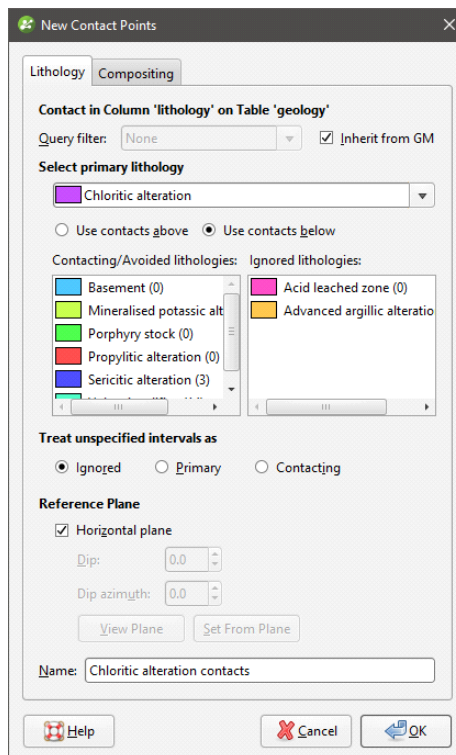 New Contact Points
Lithology Compositing
Contact in Column 'lithology' on Table 'geology'
Query filter: None Inherit from GM
Select primary lithology
Chloritic alteration
Use contacts above Use contacts below
Contacting/Avoided lithologies: Ignored lithologies:
Basement (0) Acid leached zone (0)
Mineralised potassic alt Advanced argillic alteratio
Porphyry stock (0)
Propylitic alteration (0)
Sericitic alteration (3)
Treat unspecified intervals as
Ignored Primary Contacting
Reference Plane
Horizontal plane
Dip: 0.0
Dip azimuth: 0.0
View Plane Set From Plane
Name: Chloritic alteration contacts
Help Cancel OK